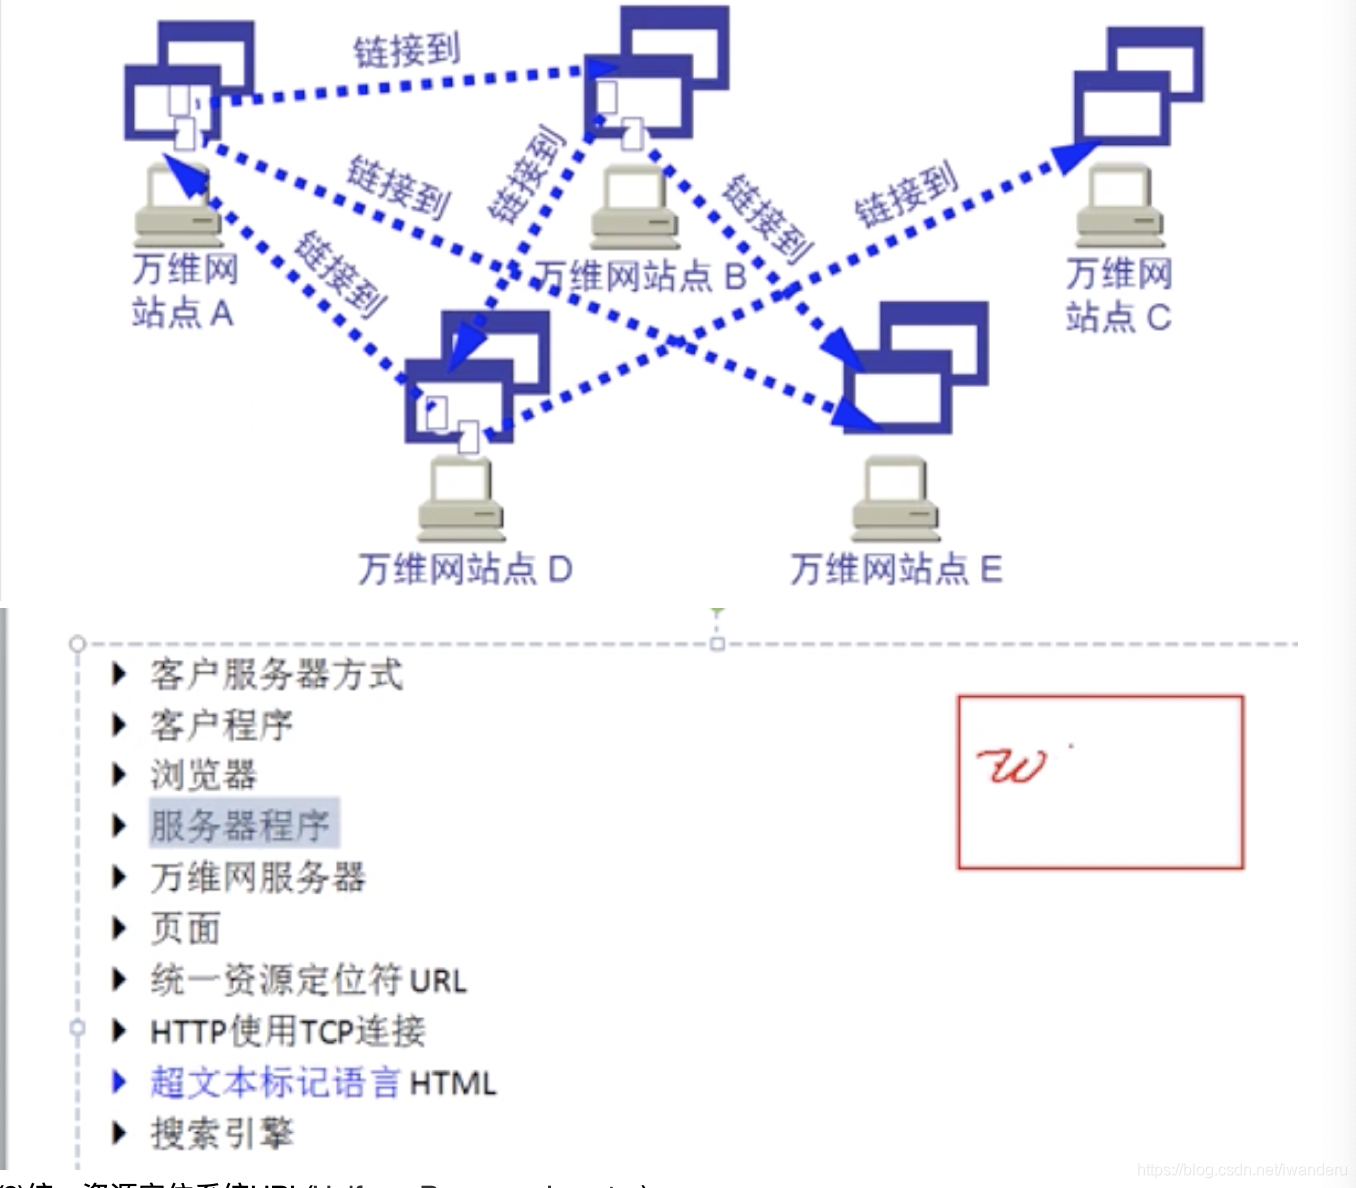 链接到
链接到
链接到
链接到
链接到
链接到
万维网
站点 A
万维网站点 B
万维网
站点 C
万维网站点 D
万维网站点 E
客户服务器方式
客户程序
浏览器
服务器程序
万维网服务器
页面
统一资源定位符 URL
HTTP使用TCP连接
超文本标记语言 HTML
搜索引擎
w
https://blog.csdn.net/iwanderu